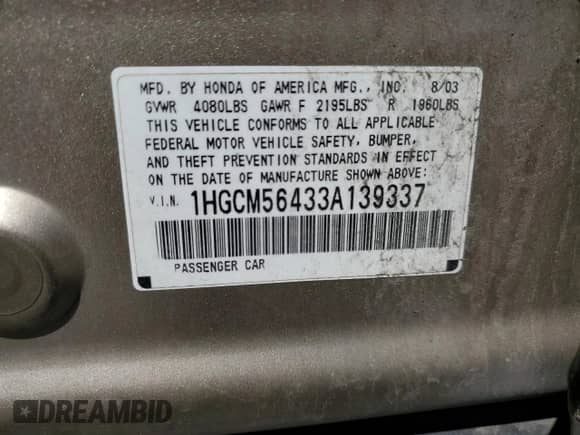 MFD. BY HONDA OF AMERICA MFG., INC. 8/03
GVWR 4080LBS GAWR F 2195LBS R 1960LBS
THIS VEHICLE CONFORMS TO ALL APPLICABLE
FEDERAL MOTOR VEHICLE SAFETY, BUMPER,
AND THEFT PREVENTION STANDARDS IN EFFECT
ON THE DATE OF MANUFACTURE SHOWN ABOVE:
V.I.N. 1HGCM56433A139337
PASSENGER CAR
DREAMBID